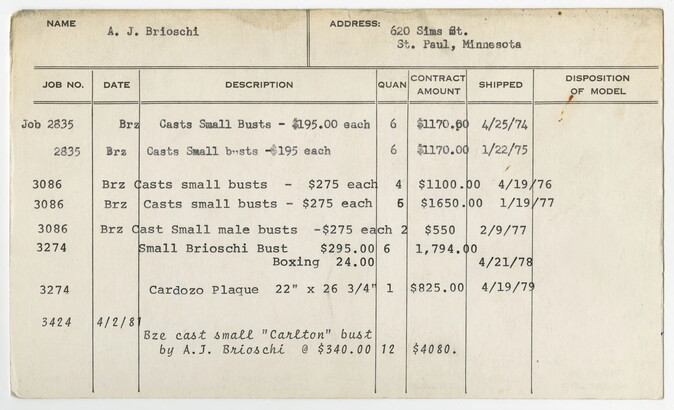 NAME A. J. Brioschi ADDRESS: 620 Sims St.
St. Paul, Minnesota
JOB NO. DATE DESCRIPTION QUAN CONTRACT AMOUNT SHIPPED DISPOSITION OF MODEL
Job 2835 Brz Casts Small Busts - $195.00 each 6 $1170.00 4/25/74
2835 Brz Casts Small busts -$195 each 6 $1170.00 1/22/75
3086 Brz Casts small busts - $275 each 4 $1100.00 4/19/76
3086 Brz Casts small busts - $275 each 6 $1650.00 1/19/77
3086 Brz Cast Small male busts -$275 each 2 $550 2/9/77
3274 Small Brioschi Bust $295.00 6 1,794.00
Boxing 24.00 4/21/78
3274 Cardozo Plaque 22" x 26 3/4" 1 $825.00 4/19/79
3424 4/2/81
Bze cast small "Carlton" bust
by A.J. Brioschi @ $340.00 12 $4080.